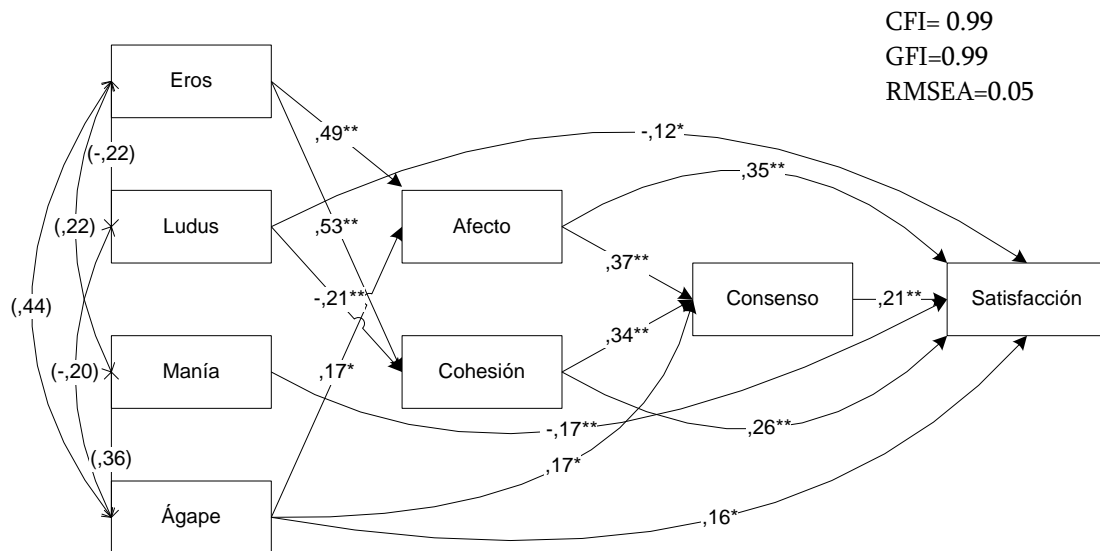 CFI= 0.99
GFI=0.99
RMSEA=0.05
Eros
,49**
-,12*
(-,22)
,35**
Ludus
Afecto
(,22)
,53**
,37**
-,21**
Consenso
,21**
Satisfacción
(,44)
,34**
(-,20)
Manía
,17*
Cohesión
-,17**
,26**
(,36)
,17*
Ágape
,16*